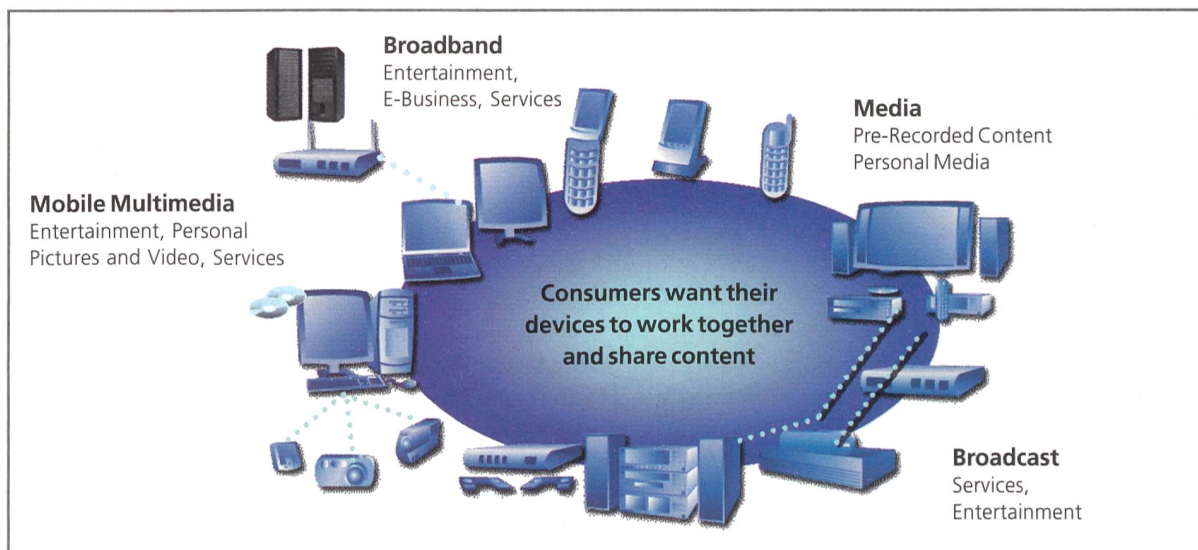 Broadband
Entertainment,
E-Business, Services
Media
Pre-Recorded Content
Personal Media
Mobile Multimedia
Entertainment, Personal
Pictures and Video, Services
Consumers want their
devices to work together
and share content
Broadcast
Services,
Entertainment